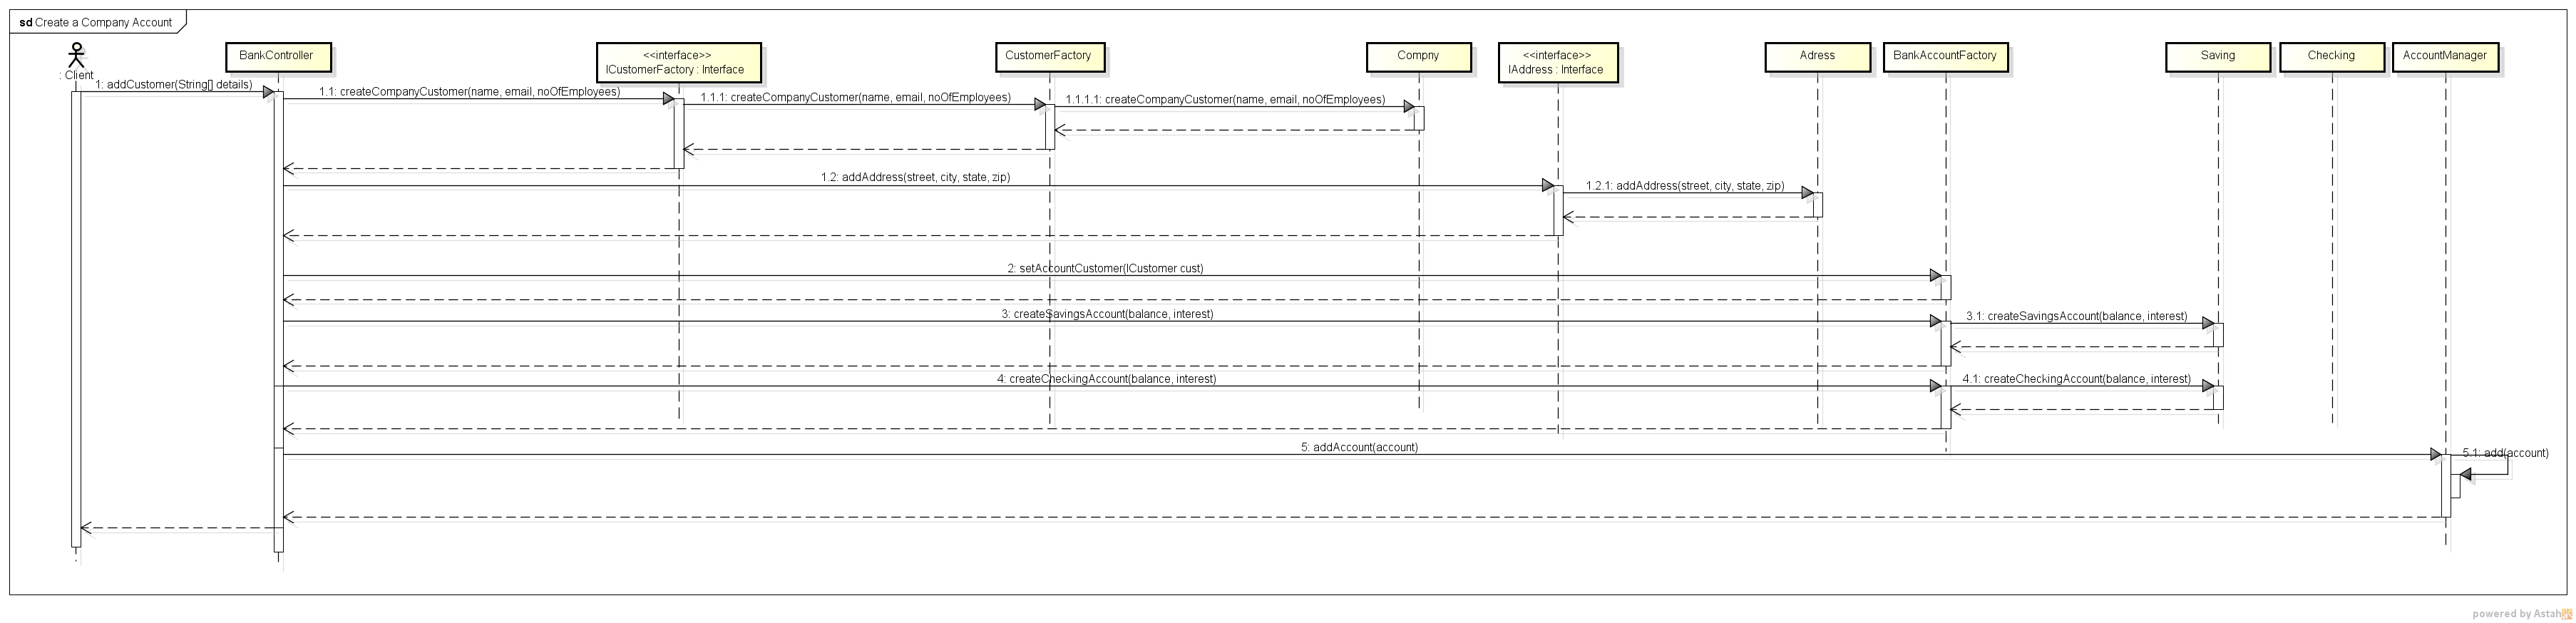 sd Create a Company Account
: Client
BankController
<<interface>>
ICustomerFactory : Interface
CustomerFactory
Compny
<<interface>>
IAddress : Interface
Adress
BankAccountFactory
Saving
Checking
AccountManager
1: addCustomer(String[] details)
1.1: createCompanyCustomer(name, email, noOfEmployees)
1.1.1: createCompanyCustomer(name, email, noOfEmployees)
1.1.1.1: createCompanyCustomer(name, email, noOfEmployees)
1.2: addAddress(street, city, state, zip)
1.2.1: addAddress(street, city, state, zip)
2: setAccountCustomer(ICustomer cust)
3: createSavingsAccount(balance, interest)
3.1: createSavingsAccount(balance, interest)
4: createCheckingAccount(balance, interest)
4.1: createCheckingAccount(balance, interest)
5: addAccount(account)
5.1: add(account)
powered by Astah